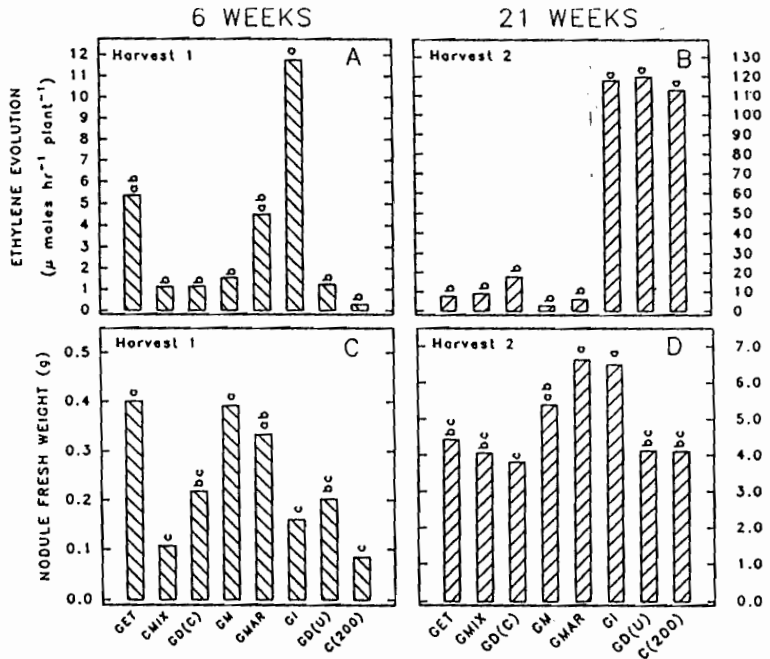 6 WEEKS 21 WEEKS
Harvest 1 A
Harvest 2 B
ETHYLENE EVOLUTION
(μ moles hr⁻¹ plant⁻¹)
12
11
10
9
8
7
6
5
4
3
2
1
0
ab b b b ab a b b
b b b b b a a a
130
120
110
100
90
80
70
60
50
40
30
20
10
0
Harvest 1 C
Harvest 2 D
NODULE FRESH WEIGHT (g)
0.5
0.4
0.3
0.2
0.1
0.0
a c bc a ab c bc c
bc bc c ab a a bc bc
7.0
6.0
5.0
4.0
3.0
2.0
1.0
0.0
GET GMIX GD(C) GM GMAR GI GD(U) C(200)
GET GMIX GD(C) GM GMAR GI GD(U) C(200)